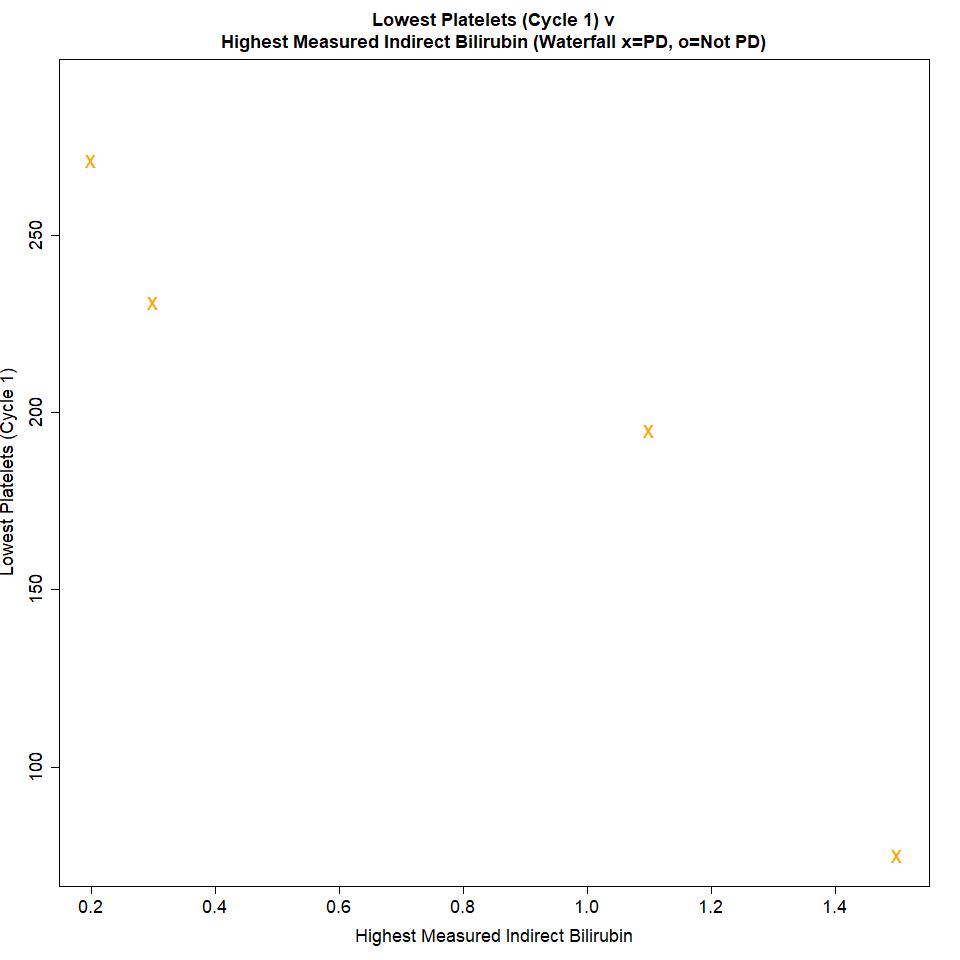 Lowest Platelets (Cycle 1) v
Highest Measured Indirect Bilirubin (Waterfall x=PD, o=Not PD)
Lowest Platelets (Cycle 1)
250
200
150
100
X
X
X
X
0.2 0.4 0.6 0.8 1.0 1.2 1.4
Highest Measured Indirect Bilirubin